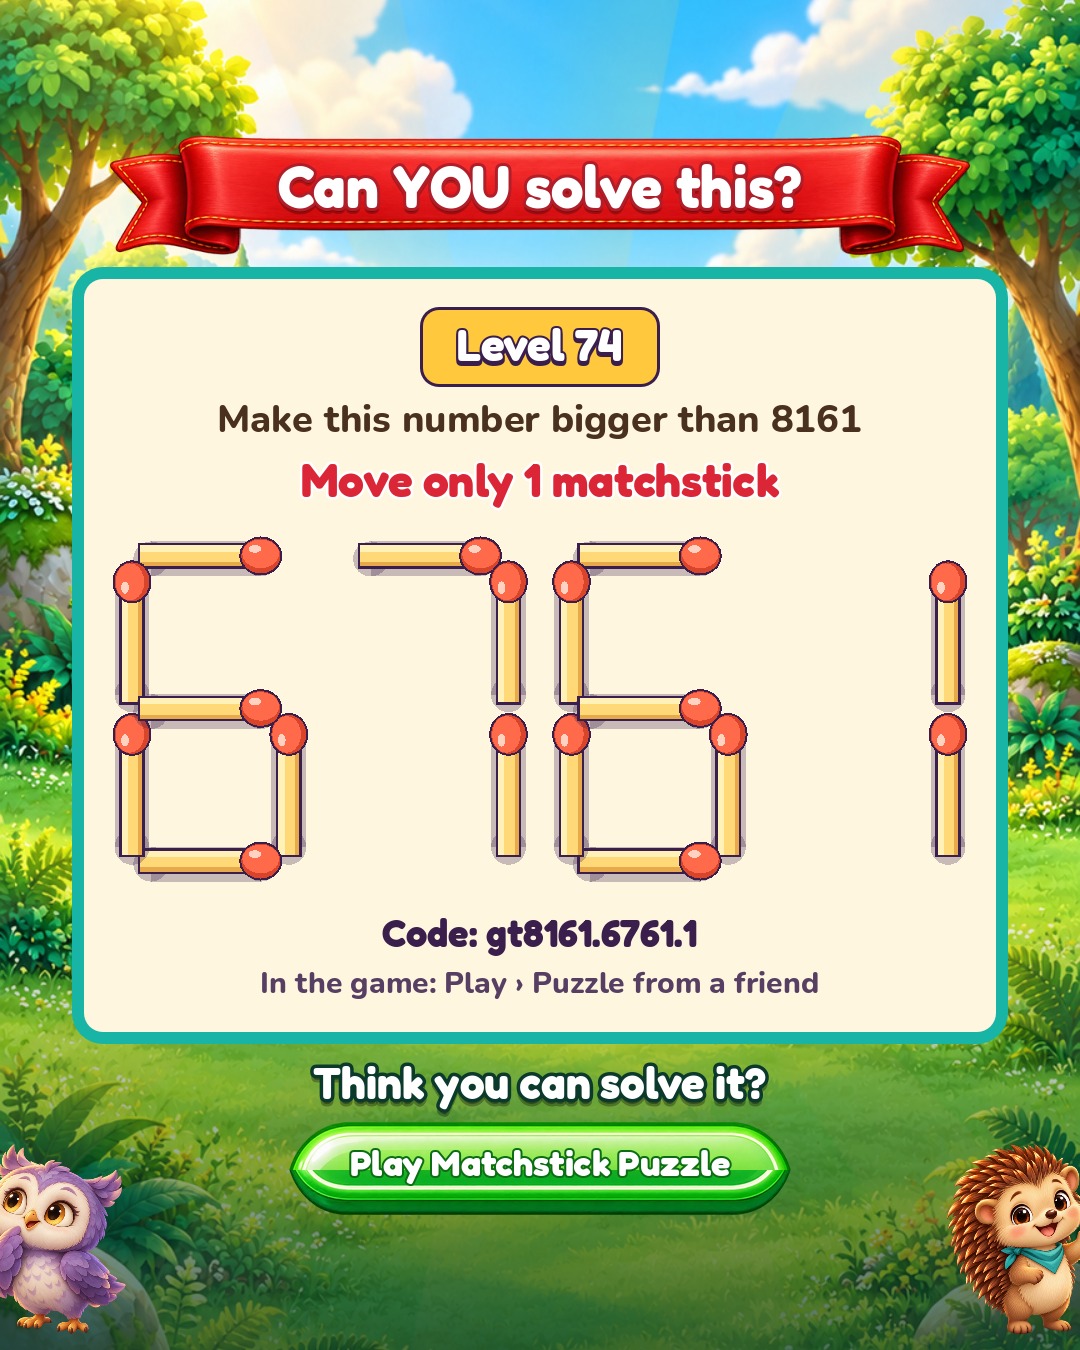 Can YOU solve this?
Level 74
Make this number bigger than 8161
Move only 1 matchstick
6761
Code: gt8161.6761.1
In the game: Play › Puzzle from a friend
Think you can solve it?
Play Matchstick Puzzle